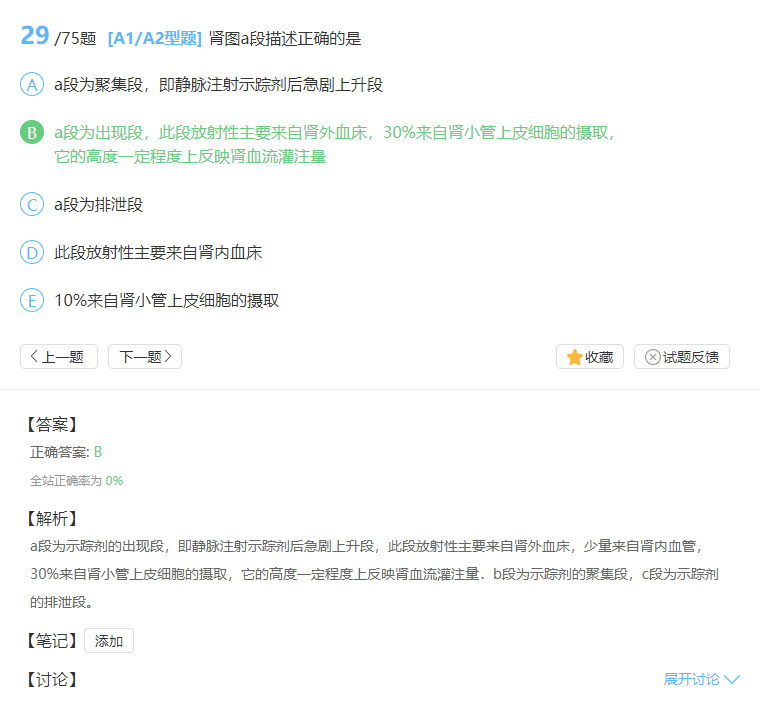 29 /75题 [A1/A2型题] 肾图a段描述正确的是
A a段为聚集段，即静脉注射示踪剂后急剧上升段
B a段为出现段，此段放射性主要来自肾外血床，30%来自肾小管上皮细胞的摄取，
它的高度一定程度上反映肾血流灌注量
C a段为排泄段
D 此段放射性主要来自肾内血床
E 10%来自肾小管上皮细胞的摄取
上一题 下一题 收藏 试题反馈
【答案】
正确答案: B
全站正确率为 0%
【解析】
a段为示踪剂的出现段，即静脉注射示踪剂后急剧上升段，此段放射性主要来自肾外血床，少量来自肾内血管，
30%来自肾小管上皮细胞的摄取，它的高度一定程度上反映肾血流灌注量．b段为示踪剂的聚集段，c段为示踪剂
的排泄段。
【笔记】 添加
【讨论】 展开讨论